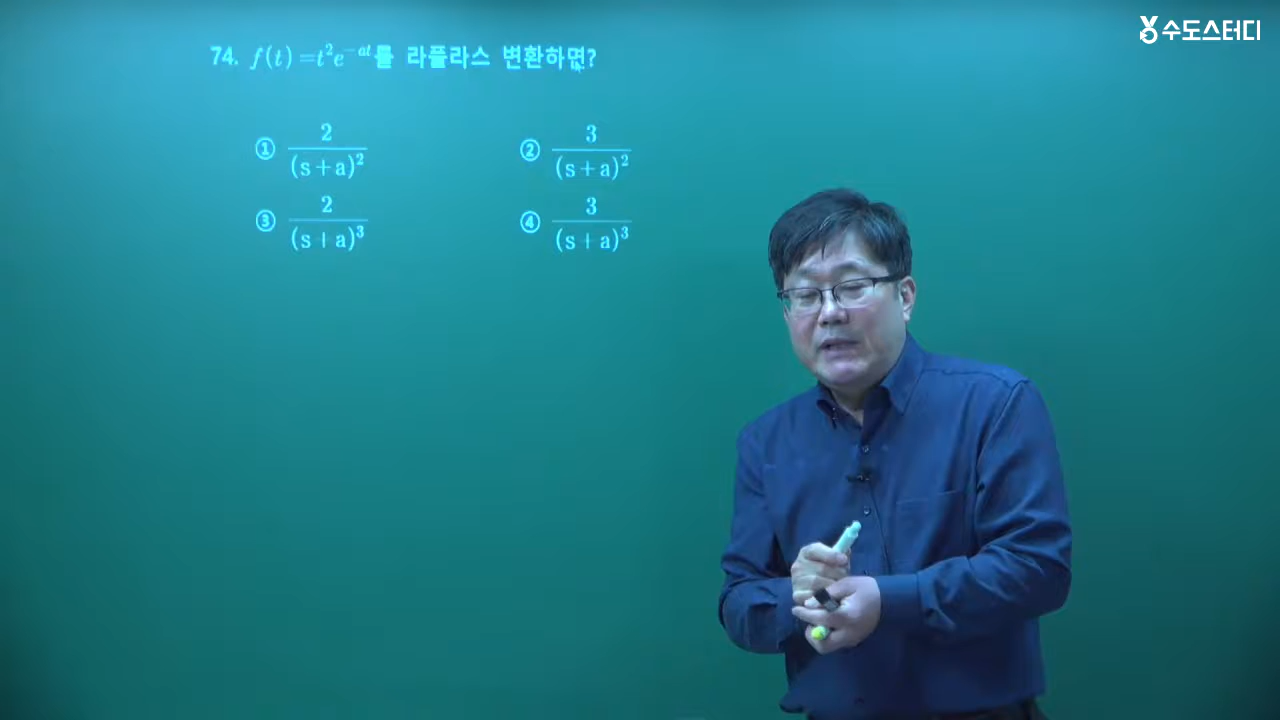 수도스터디
74. f(t)=t²e⁻ᵃᵗ를 라플라스 변환하면?
① 2/(s+a)² ② 3/(s+a)²
③ 2/(s+a)³ ④ 3/(s+a)³